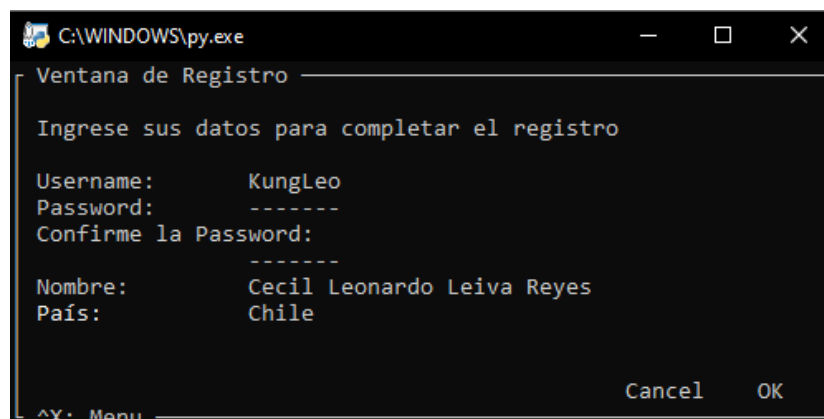 C:\WINDOWS\py.exe
Ventana de Registro
Ingrese sus datos para completar el registro
Username: KungLeo
Password: -------
Confirme la Password:
-------
Nombre: Cecil Leonardo Leiva Reyes
País: Chile
Cancel OK
^X: Menu